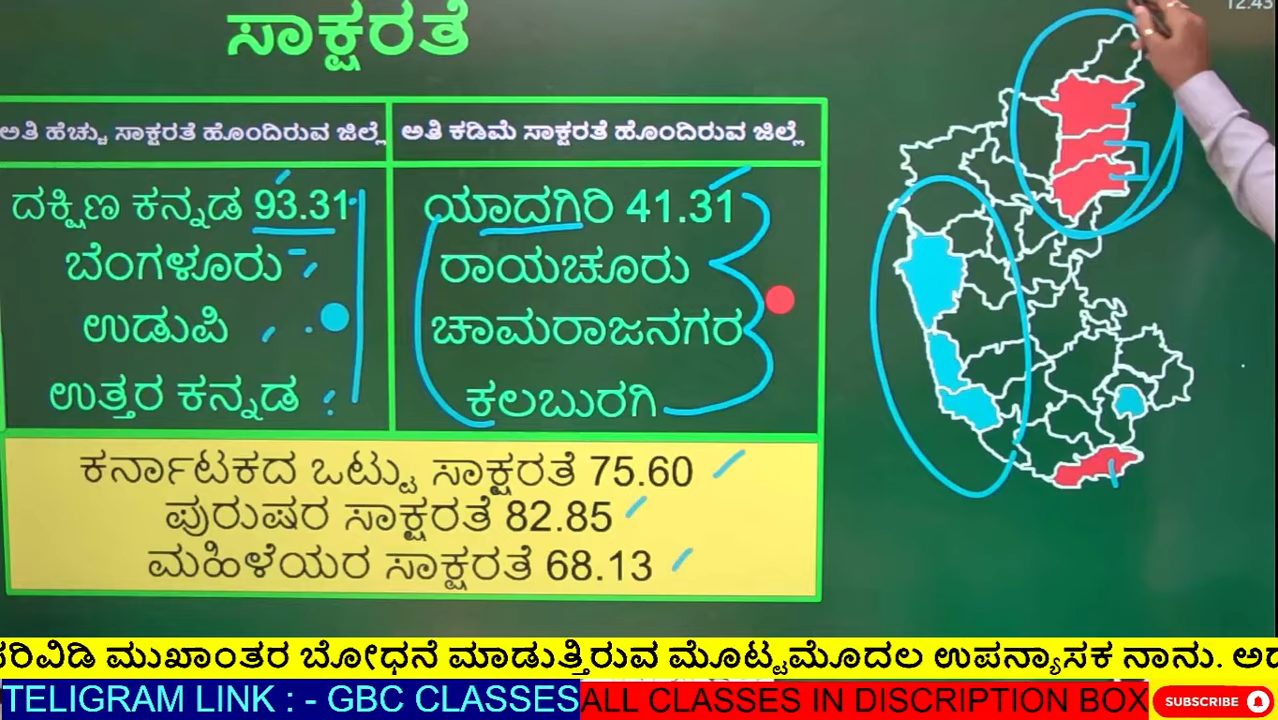 12.43
ಸಾಕ್ಷರತೆ
ಅತಿ ಹೆಚ್ಚು ಸಾಕ್ಷರತೆ ಹೊಂದಿರುವ ಜಿಲ್ಲೆ
ಅತಿ ಕಡಿಮೆ ಸಾಕ್ಷರತೆ ಹೊಂದಿರುವ ಜಿಲ್ಲೆ
ದಕ್ಷಿಣ ಕನ್ನಡ 93.31
ಯಾದಗಿರಿ 41.31
ಬೆಂಗಳೂರು
ರಾಯಚೂರು
ಉಡುಪಿ
ಚಾಮರಾಜನಗರ
ಉತ್ತರ ಕನ್ನಡ
ಕಲಬುರಗಿ
ಕರ್ನಾಟಕದ ಒಟ್ಟು ಸಾಕ್ಷರತೆ 75.60
ಪುರುಷರ ಸಾಕ್ಷರತೆ 82.85
ಮಹಿಳೆಯರ ಸಾಕ್ಷರತೆ 68.13
ಮುಖಾಂತರ ಬೋಧನೆ ಮಾಡುತ್ತಿರುವ ಮೊಟ್ಟಮೊದಲ ಉಪನ್ಯಾಸಕ ನಾನು.
TELIGRAM LINK : - GBC CLASSES ALL CLASSES IN DISCRIPTION BOX
SUBSCRIBE